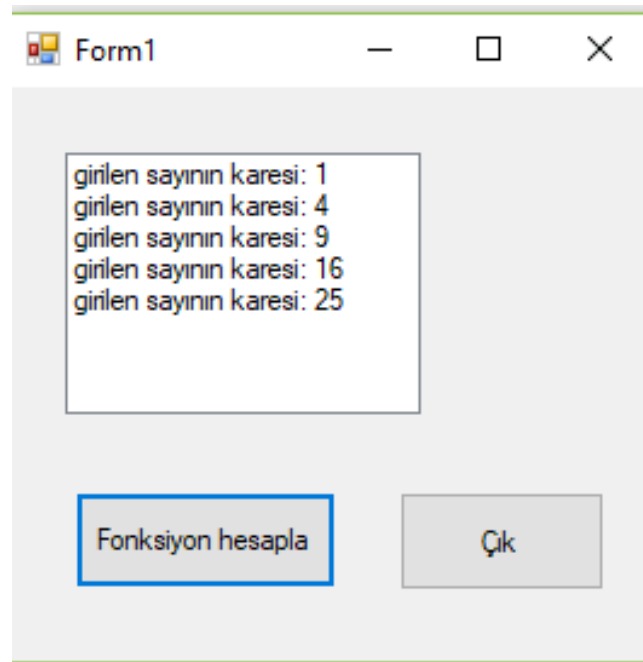 Form1
girilen sayının karesi: 1
girilen sayının karesi: 4
girilen sayının karesi: 9
girilen sayının karesi: 16
girilen sayının karesi: 25
Fonksiyon hesapla
Çık